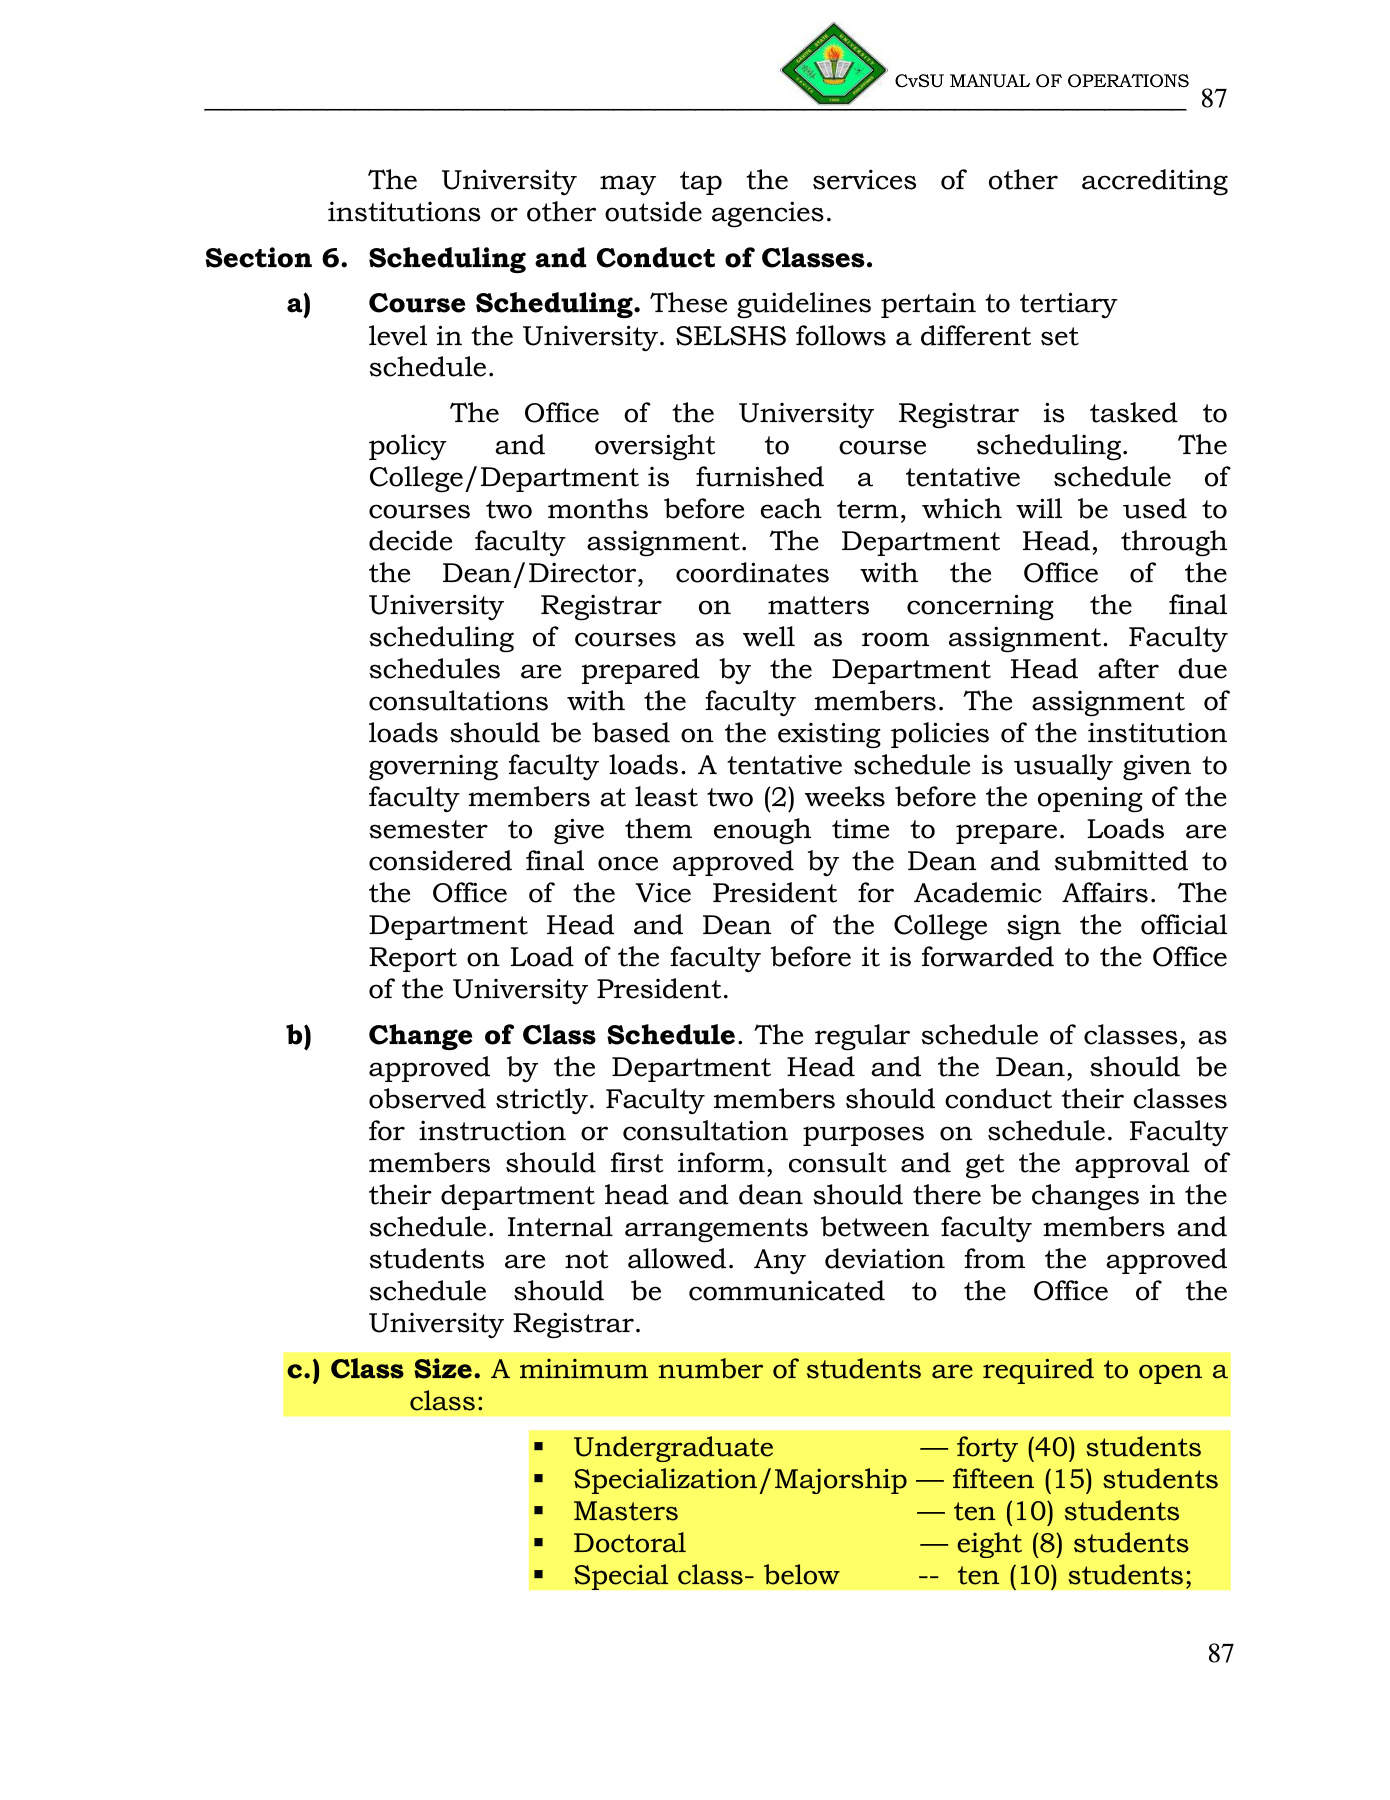 CvSU MANUAL OF OPERATIONS 87
The University may tap the services of other accrediting
institutions or other outside agencies.
Section 6. Scheduling and Conduct of Classes.
a) Course Scheduling. These guidelines pertain to tertiary
level in the University. SELSHS follows a different set
schedule.
The Office of the University Registrar is tasked to
policy and oversight to course scheduling. The
College/Department is furnished a tentative schedule of
courses two months before each term, which will be used to
decide faculty assignment. The Department Head, through
the Dean/Director, coordinates with the Office of the
University Registrar on matters concerning the final
scheduling of courses as well as room assignment. Faculty
schedules are prepared by the Department Head after due
consultations with the faculty members. The assignment of
loads should be based on the existing policies of the institution
governing faculty loads. A tentative schedule is usually given to
faculty members at least two (2) weeks before the opening of the
semester to give them enough time to prepare. Loads are
considered final once approved by the Dean and submitted to
the Office of the Vice President for Academic Affairs. The
Department Head and Dean of the College sign the official
Report on Load of the faculty before it is forwarded to the Office
of the University President.
b) Change of Class Schedule. The regular schedule of classes, as
approved by the Department Head and the Dean, should be
observed strictly. Faculty members should conduct their classes
for instruction or consultation purposes on schedule. Faculty
members should first inform, consult and get the approval of
their department head and dean should there be changes in the
schedule. Internal arrangements between faculty members and
students are not allowed. Any deviation from the approved
schedule should be communicated to the Office of the
University Registrar.
c.) Class Size. A minimum number of students are required to open a
class:
▪ Undergraduate — forty (40) students
▪ Specialization/Majorship — fifteen (15) students
▪ Masters — ten (10) students
▪ Doctoral — eight (8) students
▪ Special class- below -- ten (10) students;
87